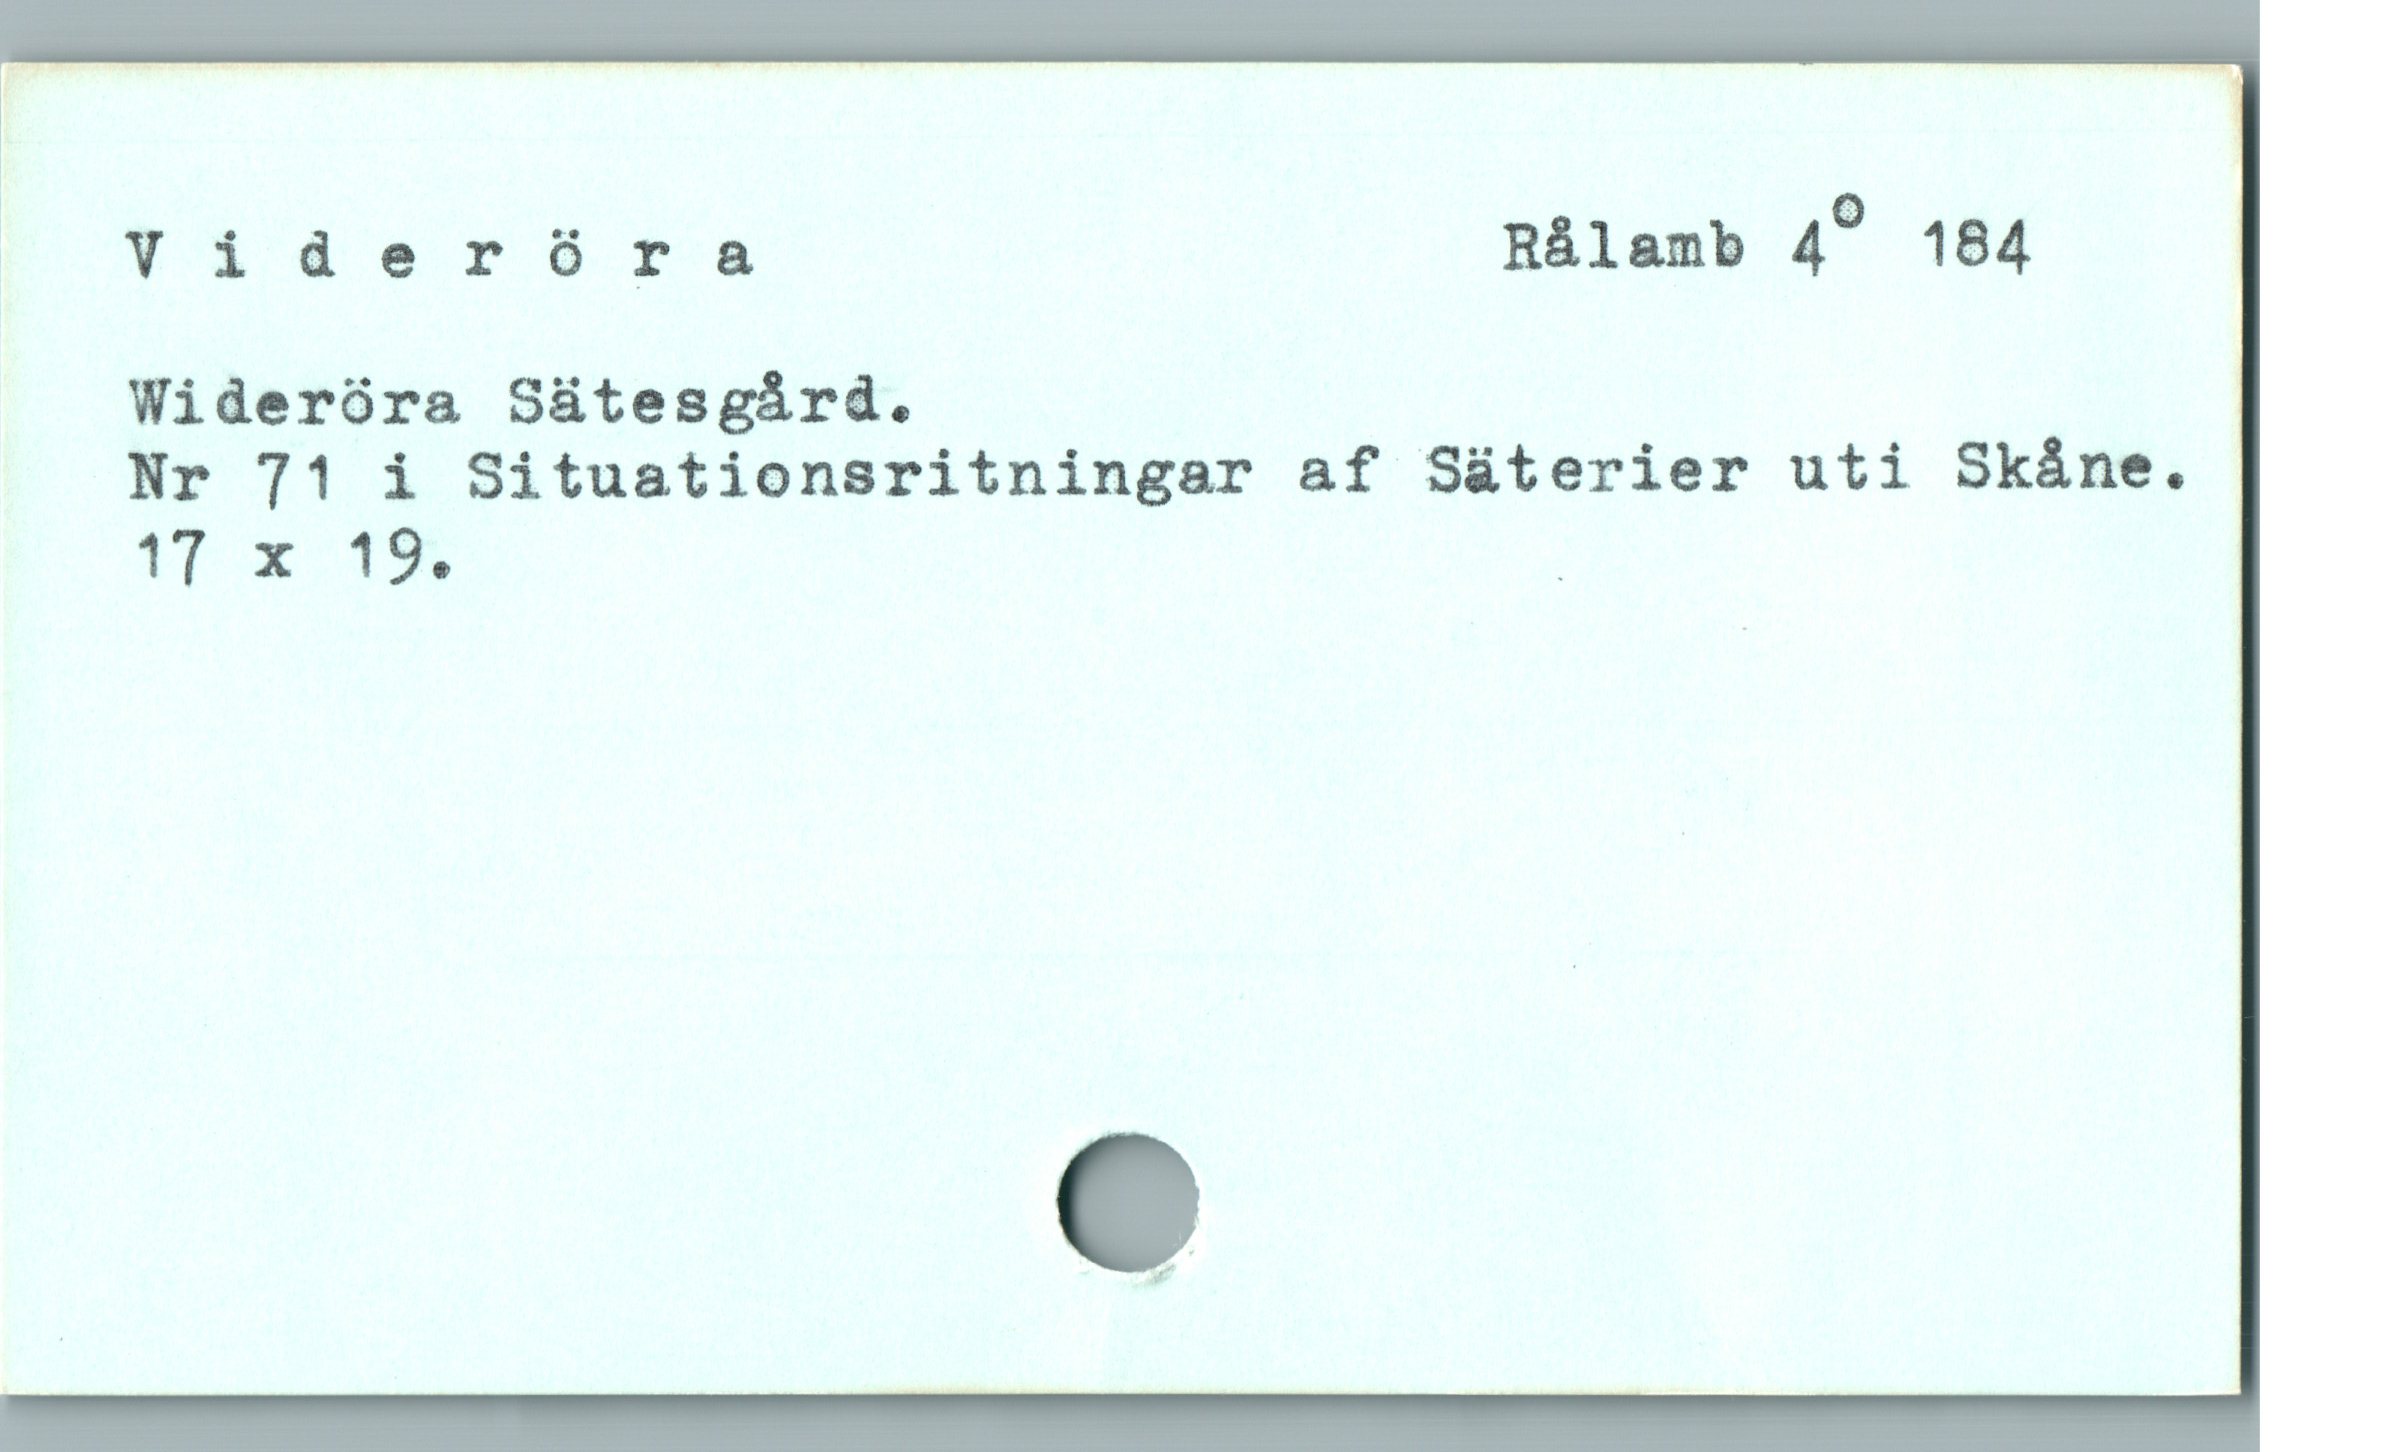 V i d e r ö r a Rålamb 4° 184
Wideröra Sätesgård.
Nr 71 i Situationsritningar af Säterier uti Skåne.
17 x 19.